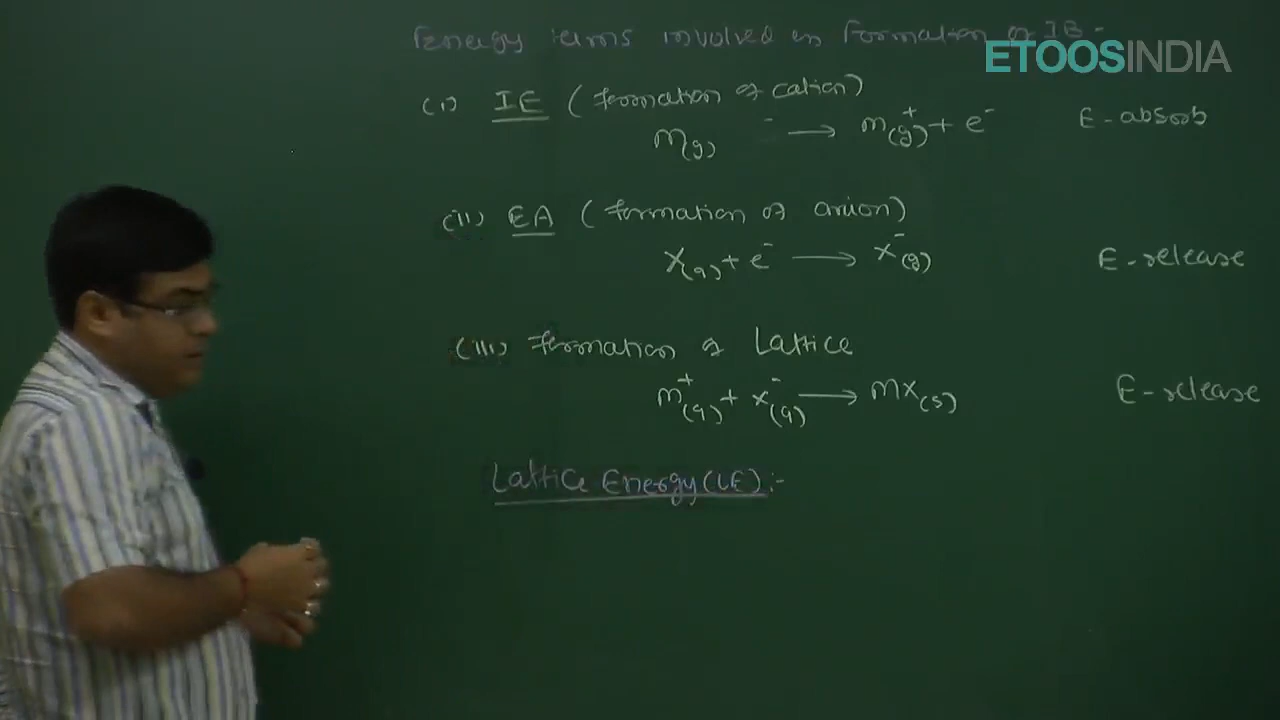 Energy terms involved in Formation of IB -
ETOOSINDIA
(i) IE (formation of cation)
M(g) → M+(g) + e- E-absorb
(ii) EA (formation of anion)
X(g) + e- → X-(g) E-release
(iii) Formation of Lattice
M+(g) + X-(g) → MX(s) E-release
Lattice Energy (LE) :-